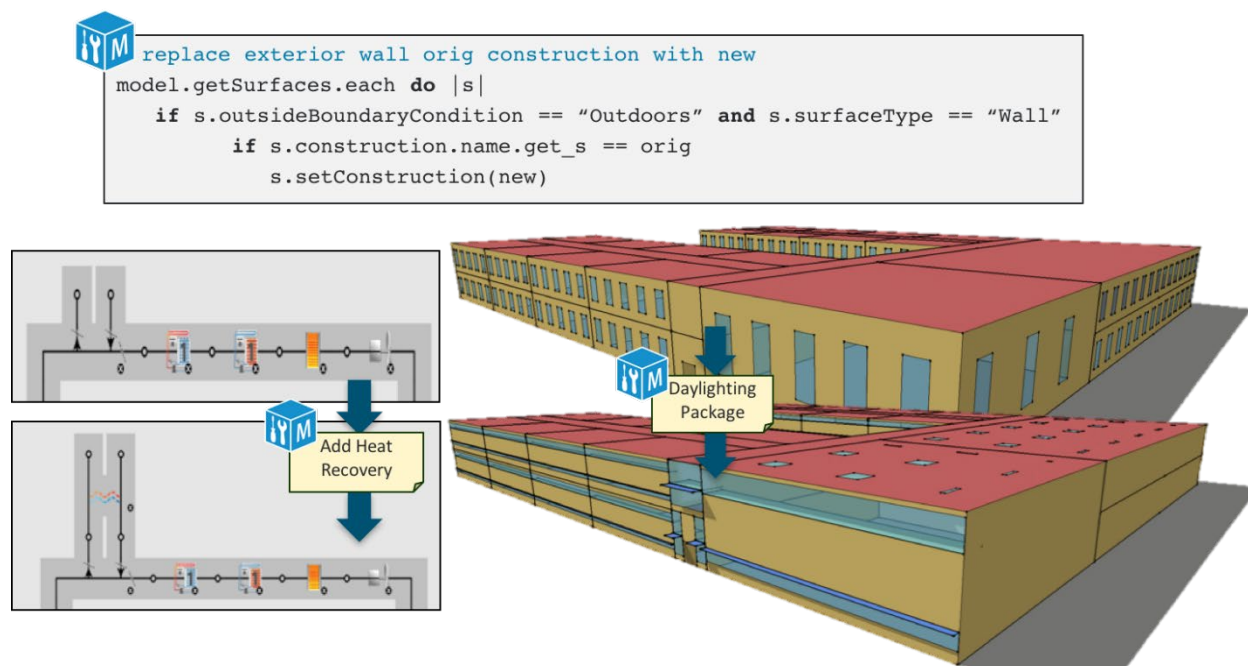 M
replace exterior wall orig construction with new
model.getSurfaces.each do |s|
if s.outsideBoundaryCondition == “Outdoors” and s.surfaceType == “Wall”
if s.construction.name.get_s == orig
s.setConstruction(new)
M
Add Heat
Recovery
M
Daylighting
Package